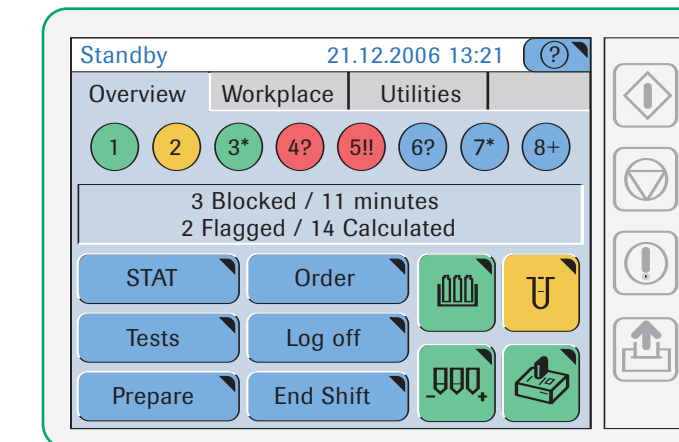 Standby 21.12.2006 13:21 ?
Overview Workplace Utilities
1 2 3* 4? 5!! 6? 7* 8+
3 Blocked / 11 minutes
2 Flagged / 14 Calculated
STAT Order
Tests Log off
Prepare End Shift - +